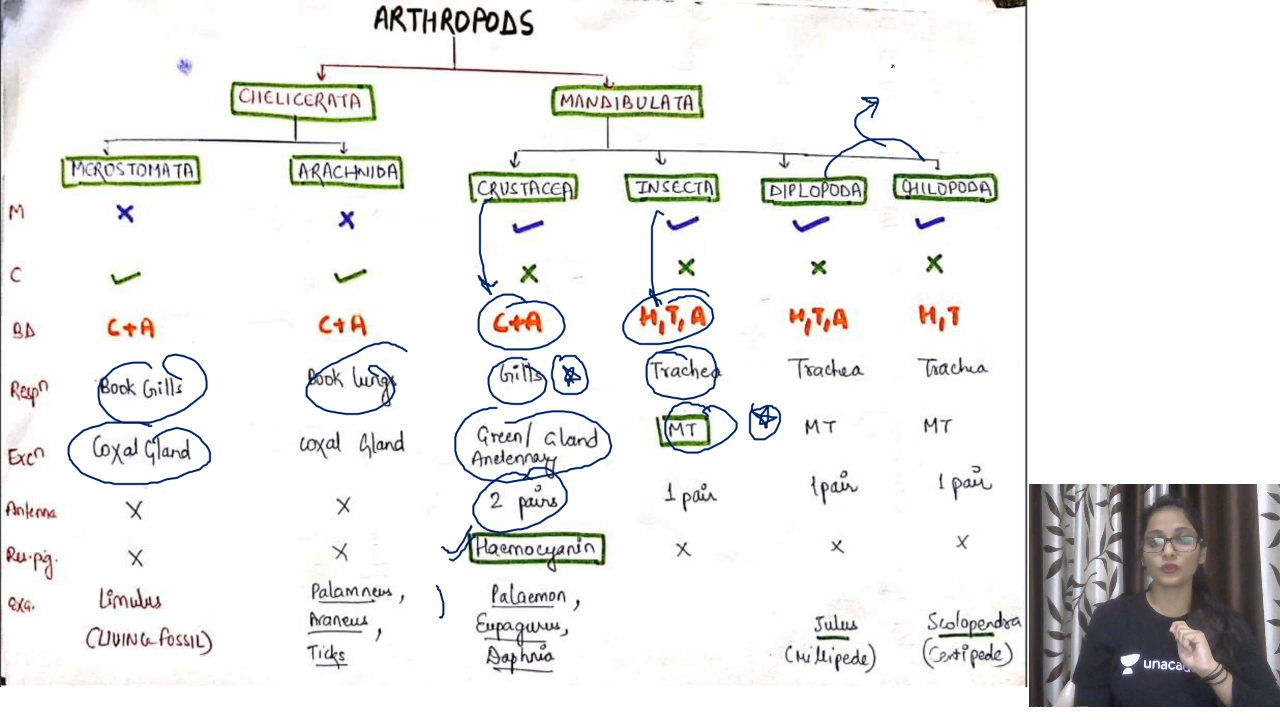 ARTHROPODS
CHELICERATA MANDIBULATA
MEROSTOMATA ARACHNIDA CRUSTACEA INSECTA DIPLOPODA CHILOPODA
M × × ✓ ✓ ✓ ✓
C ✓ ✓ × × × ×
BD C+A C+A C+A H,T,A H,T,A H,T
Respⁿ Book Gills Book lungs Gills Trachea Trachea Trachea
Excⁿ Coxal Gland coxal Gland Green/ Gland MT MT MT
Antennary
Antenna × × 2 pairs 1 pair 1 pair 1 pair
Res.pig. × × Haemocyanin × × ×
exa. Limulus Palamneus, Palaemon,
(LIVING FOSSIL) Araneus, Eupagurus, Julus Scolopendra
Ticks Daphnia (Millipede) (Centipede)
unaca